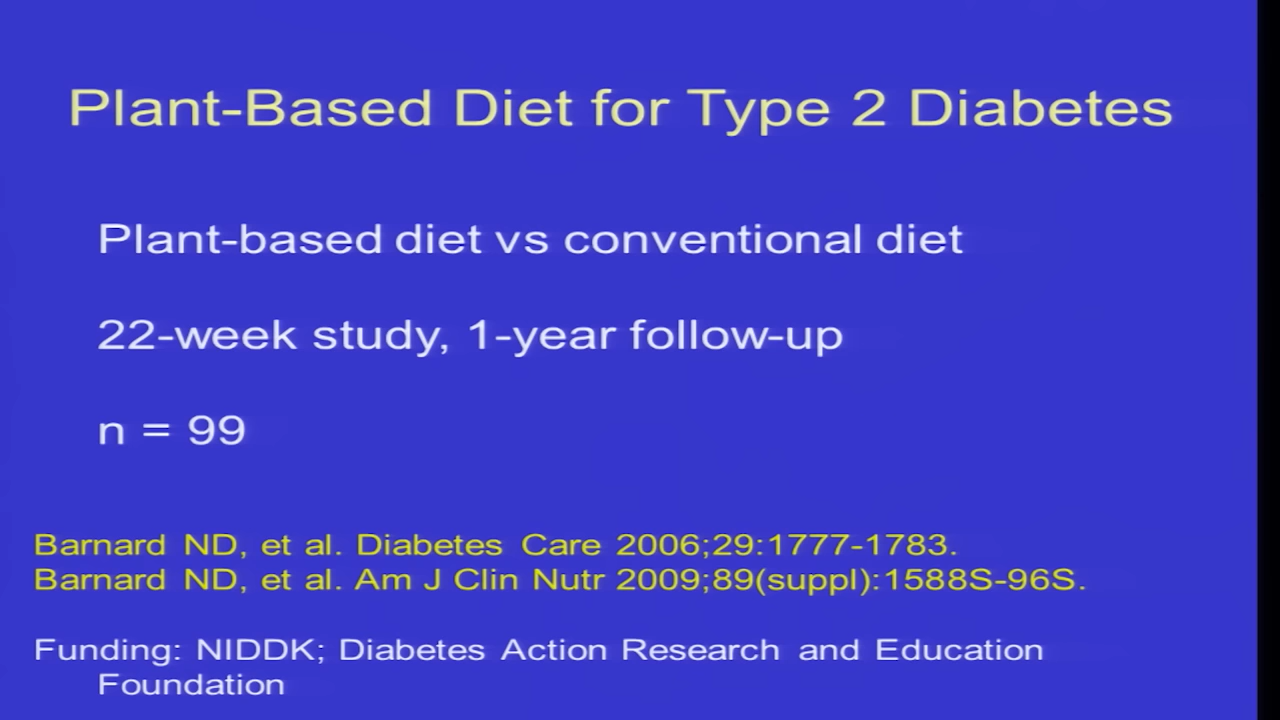 Plant-Based Diet for Type 2 Diabetes
Plant-based diet vs conventional diet
22-week study, 1-year follow-up
n = 99
Barnard ND, et al. Diabetes Care 2006;29:1777-1783.
Barnard ND, et al. Am J Clin Nutr 2009;89(suppl):1588S-96S.
Funding: NIDDK; Diabetes Action Research and Education
Foundation